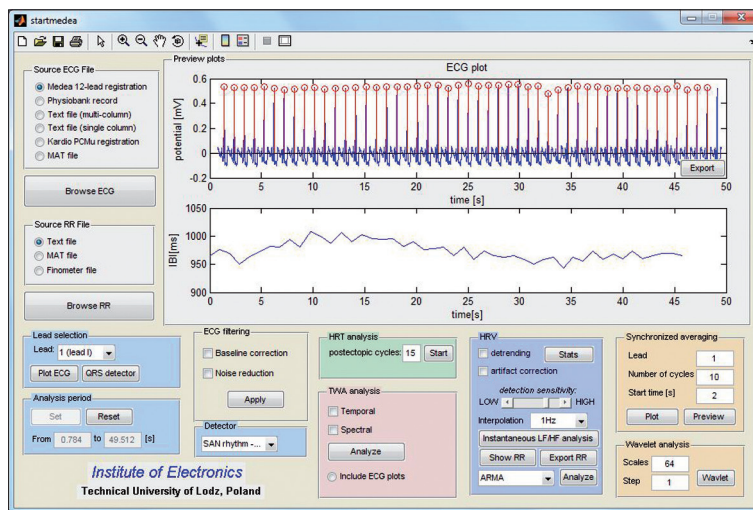 startmedea
Source ECG File
Medea 12-lead registration
Physiobank record
Text file (multi-column)
Text file (single column)
Kardio PCMu registration
MAT file
Browse ECG
Source RR File
Text file
MAT file
Finometer file
Browse RR
Preview plots
ECG plot
potential [mV]
0.6
0.4
0.2
0
-0.2
0 5 10 15 20 25 30 35 40 45 50
time [s]
Export
IBI[ms]
1050
1000
950
900
0 5 10 15 20 25 30 35 40 45 50
time[s]
Lead selection
Lead: 1 (lead I)
Plot ECG QRS detector
Analysis period
Set Reset
From 0.784 to 49.512 [s]
ECG filtering
Baseline correction
Noise reduction
Apply
Detector
SAN rhythm -...
HRT analysis
postectopic cycles: 15 Start
TWA analysis
Temporal
Spectral
Analyze
Include ECG plots
HRV
detrending Stats
artifact correction
detection sensitivity:
LOW HIGH
Interpolation 1Hz
Instantaneous LF/HF analysis
Show RR Export RR
ARMA Analyze
Synchronized averaging
Lead 1
Number of cycles 10
Start time [s] 2
Plot Preview
Wavelet analysis
Scales 64
Step 1 Wavlet
Institute of Electronics
Technical University of Lodz, Poland